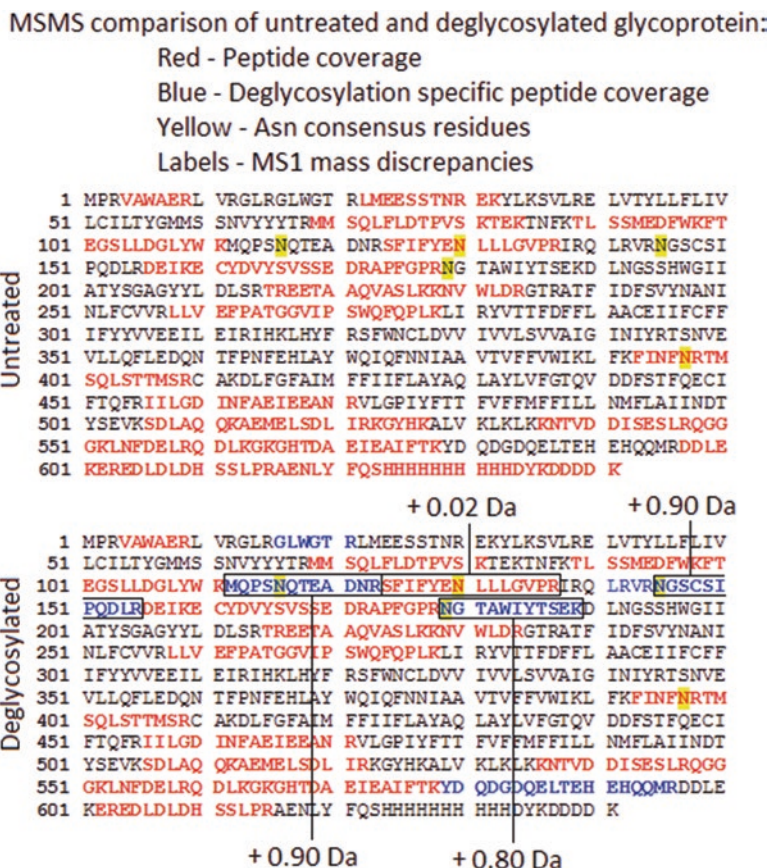 MSMS comparison of untreated and deglycosylated glycoprotein:
Red - Peptide coverage
Blue - Deglycosylation specific peptide coverage
Yellow - Asn consensus residues
Labels - MS1 mass discrepancies
Untreated
1 MPRVAWAERL VRGLRGLWGT RLMEESSTNR EKYLKSVLRE LVTYLLFLIV
51 LCILTYGMMS SNVYYYTRMM SQLFLDTPVS KTEKTNFKTL SSMEDFWKFT
101 EGSLLDGLYW KMQPSNQTEA DNRSFIFYEN LLLGVPRIRQ LRVRNGSCSI
151 PQDLRDEIKE CYDVYSVSSE DRAPFGPRNG TAWIYTSEKD LNGSSHWGII
201 ATYSGAGYYL DLSRTREETA AQVASLKKNV WLDRGTRATF IDFSVYNANI
251 NLFCVVRLLV EFPATGGVIP SWQFQPLKLI RYVTTFDFFL AACEIIFCFF
301 IFYYVVEEIL EIRIHKLHYF RSFWNCLDVV IVVLSVVAIG INIYRTSNVE
351 VLLQFLEDQN TFPNFEHLAY WQIQFNNIAA VTVFFVWIKL FKFINFNRTM
401 SQLSTTMSRC AKDLFGFAIM FFIIFLAYAQ LAYLVFGTQV DDFSTFQECI
451 FTQFRIILGD INFAEIEEAN RVLGPIYFTT FVFFMFFILL NMFLAIINDT
501 YSEVKSDLAQ QKAEMELSDL IRKGYHKALV KLKLKKNTVD DISESLRQGG
551 GKLNFDELRQ DLKGKGHTDA EIEAIFTKYD QDGDQELTEH EHQQMRDDLE
601 KEREDLDLDH SSLPRAENLY FQSHHHHHHH HHHDYKDDDD K
+ 0.02 Da + 0.90 Da
Deglycosylated
1 MPRVAWAERL VRGLRGLWGT RLMEESSTNR EKYLKSVLRE LVTYLLFLIV
51 LCILTYGMMS SNVYYYTRMM SQLFLDTPVS KTEKTNFKTL SSMEDFWKFT
101 EGSLLDGLYW KMQPSNQTEA DNRSFIFYEN LLLGVPRIRQ LRVRNGSCSI
151 PQDLRDEIKE CYDVYSVSSE DRAPFGPRNG TAWIYTSEKD LNGSSHWGII
201 ATYSGAGYYL DLSRTREETA AQVASLKKNV WLDRGTRATF IDFSVYNANI
251 NLFCVVRLLV EFPATGGVIP SWQFQPLKLI RYVTTFDFFL AACEIIFCFF
301 IFYYVVEEIL EIRIHKLHYF RSFWNCLDVV IVVLSVVAIG INIYRTSNVE
351 VLLQFLEDQN TFPNFEHLAY WQIQFNNIAA VTVFFVWIKL FKFINFNRTM
401 SQLSTTMSRC AKDLFGFAIM FFIIFLAYAQ LAYLVFGTQV DDFSTFQECI
451 FTQFRIILGD INFAEIEEAN RVLGPIYFTT FVFFMFFILL NMFLAIINDT
501 YSEVKSDLAQ QKAEMELSDL IRKGYHKALV KLKLKKNTVD DISESLRQGG
551 GKLNFDELRQ DLKGKGHTDA EIEAIFTKYD QDGDQELTEH EHQQMRDDLE
601 KEREDLDLDH SSLPRAENLY FQSHHHHHHH HHHDYKDDDD K
+ 0.90 Da + 0.80 Da